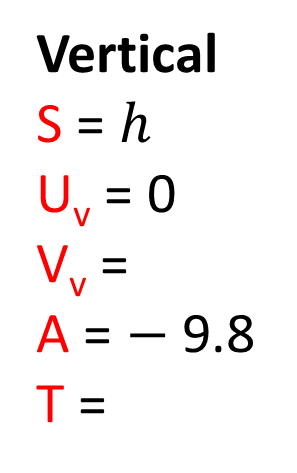 Vertical
S = h
Uᵥ = 0
Vᵥ =
A = − 9.8
T =